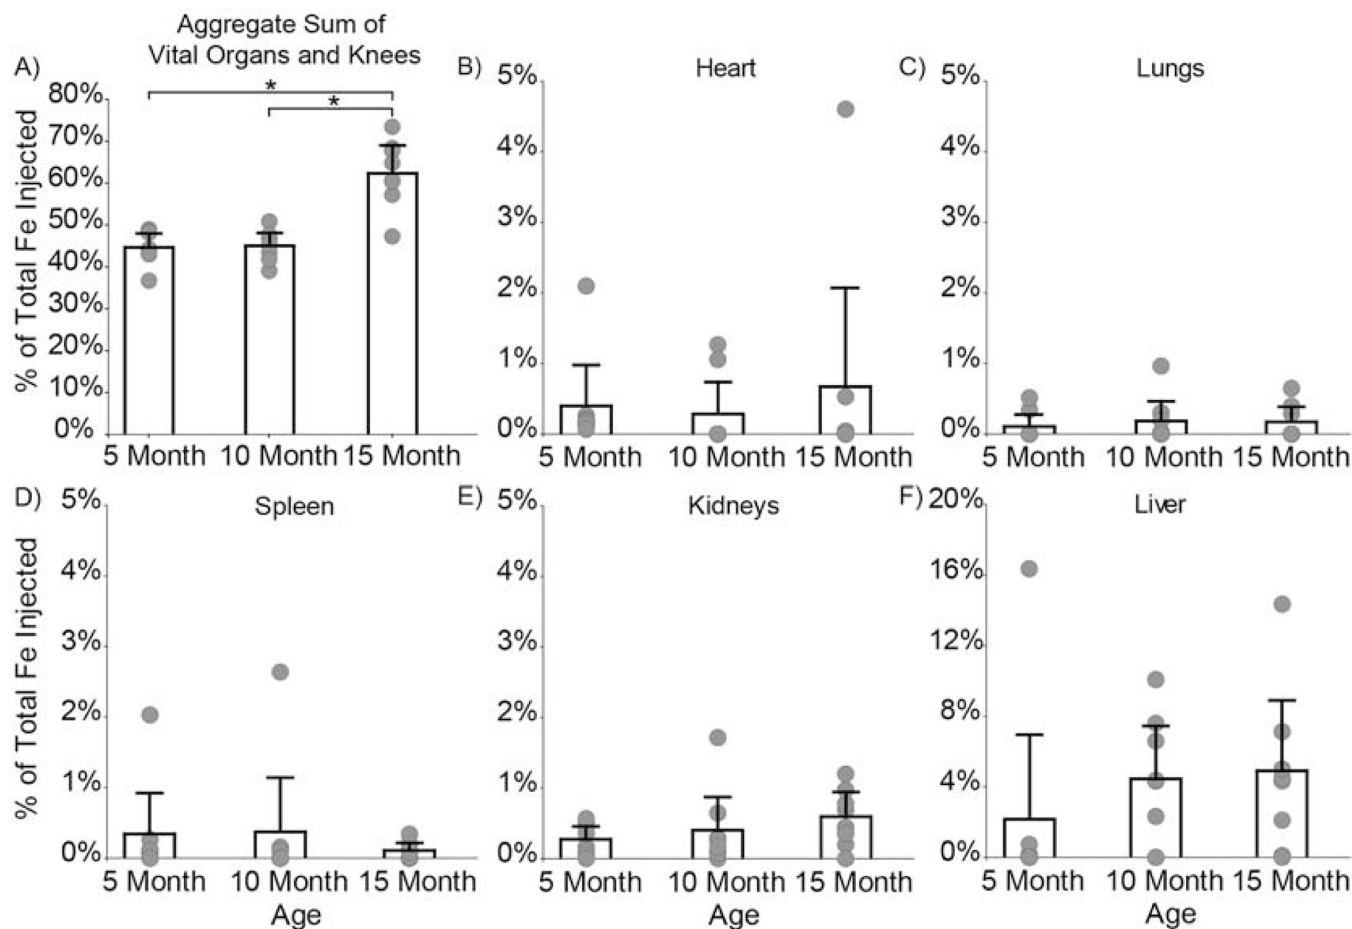 Aggregate Sum of
Vital Organs and Knees
A)
*
*
80%
70%
60%
50%
40%
30%
20%
10%
0%
% of Total Fe Injected
5 Month 10 Month 15 Month
B)
Heart
5%
4%
3%
2%
1%
0%
5 Month 10 Month 15 Month
C)
Lungs
5%
4%
3%
2%
1%
0%
5 Month 10 Month 15 Month
D)
Spleen
5%
4%
3%
2%
1%
0%
% of Total Fe Injected
5 Month 10 Month 15 Month
Age
E)
Kidneys
5%
4%
3%
2%
1%
0%
5 Month 10 Month 15 Month
Age
F)
Liver
20%
16%
12%
8%
4%
0%
5 Month 10 Month 15 Month
Age